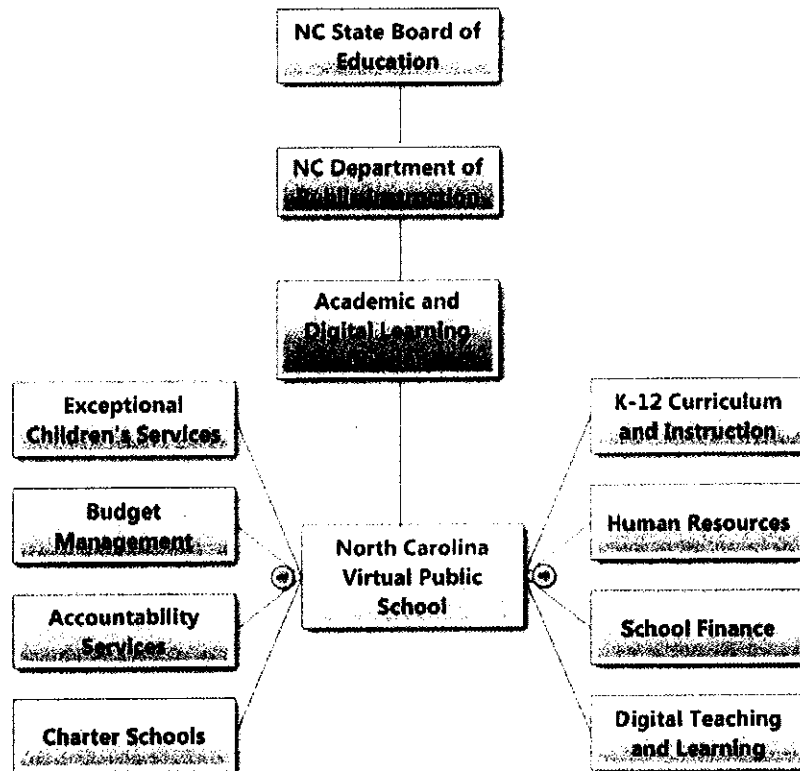 NC State Board of
Education
NC Department of
Public Instruction
Academic and
Digital Learning
Exceptional
Children's Services
K-12 Curriculum
and Instruction
Budget
Management
Human Resources
North Carolina
Virtual Public
School
Accountability
Services
School Finance
Charter Schools
Digital Teaching
and Learning